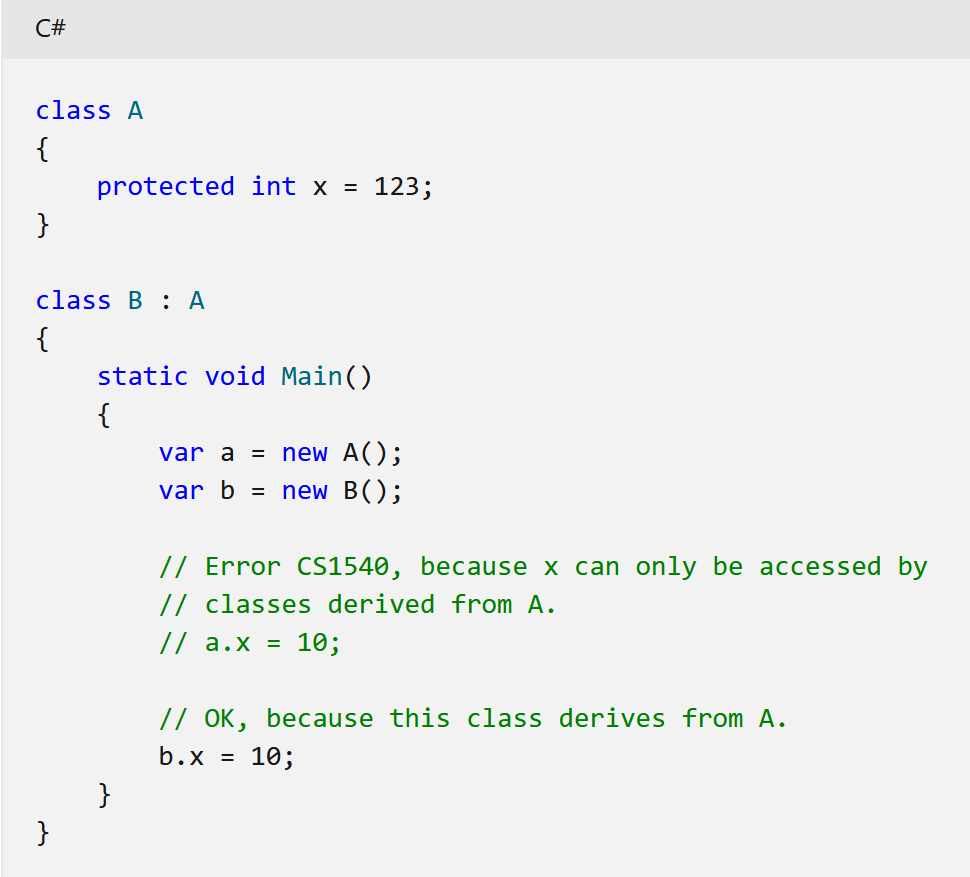 C#
class A
{
    protected int x = 123;
}
class B : A
{
    static void Main()
    {
        var a = new A();
        var b = new B();
        // Error CS1540, because x can only be accessed by
        // classes derived from A.
        // a.x = 10;
        // OK, because this class derives from A.
        b.x = 10;
    }
}